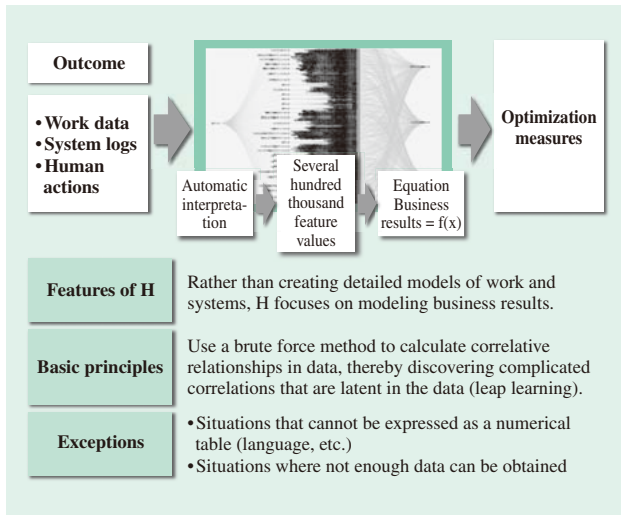 Outcome
•Work data
•System logs
•Human
actions
Automatic
interpreta-
tion
Several
hundred
thousand
feature
values
Equation
Business
results = f(x)
Optimization
measures
Features of H
Rather than creating detailed models of work and
systems, H focuses on modeling business results.
Basic principles
Use a brute force method to calculate correlative
relationships in data, thereby discovering complicated
correlations that are latent in the data (leap learning).
Exceptions
•Situations that cannot be expressed as a numerical
table (language, etc.)
•Situations where not enough data can be obtained